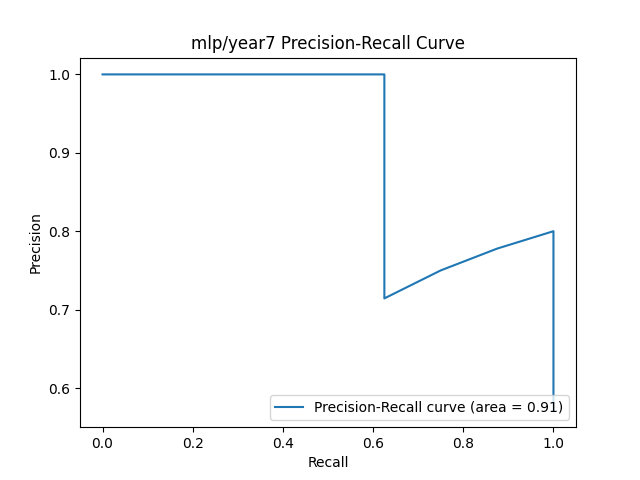 mlp/year7 Precision-Recall Curve
1.0
0.9
0.8
0.7
0.6
Precision
Precision-Recall curve (area = 0.91)
0.0 0.2 0.4 0.6 0.8 1.0
Recall